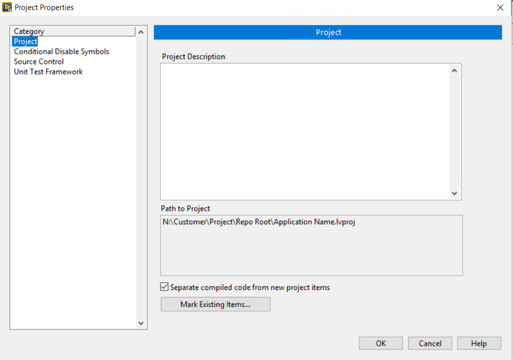 Project Properties
Category
Project
Conditional Disable Symbols
Source Control
Unit Test Framework
Project
Project Description
Path to Project
N:\Customer\Project\Repo Root\Application Name.lvproj
Separate compiled code from new project items
Mark Existing Items...
OK
Cancel
Help